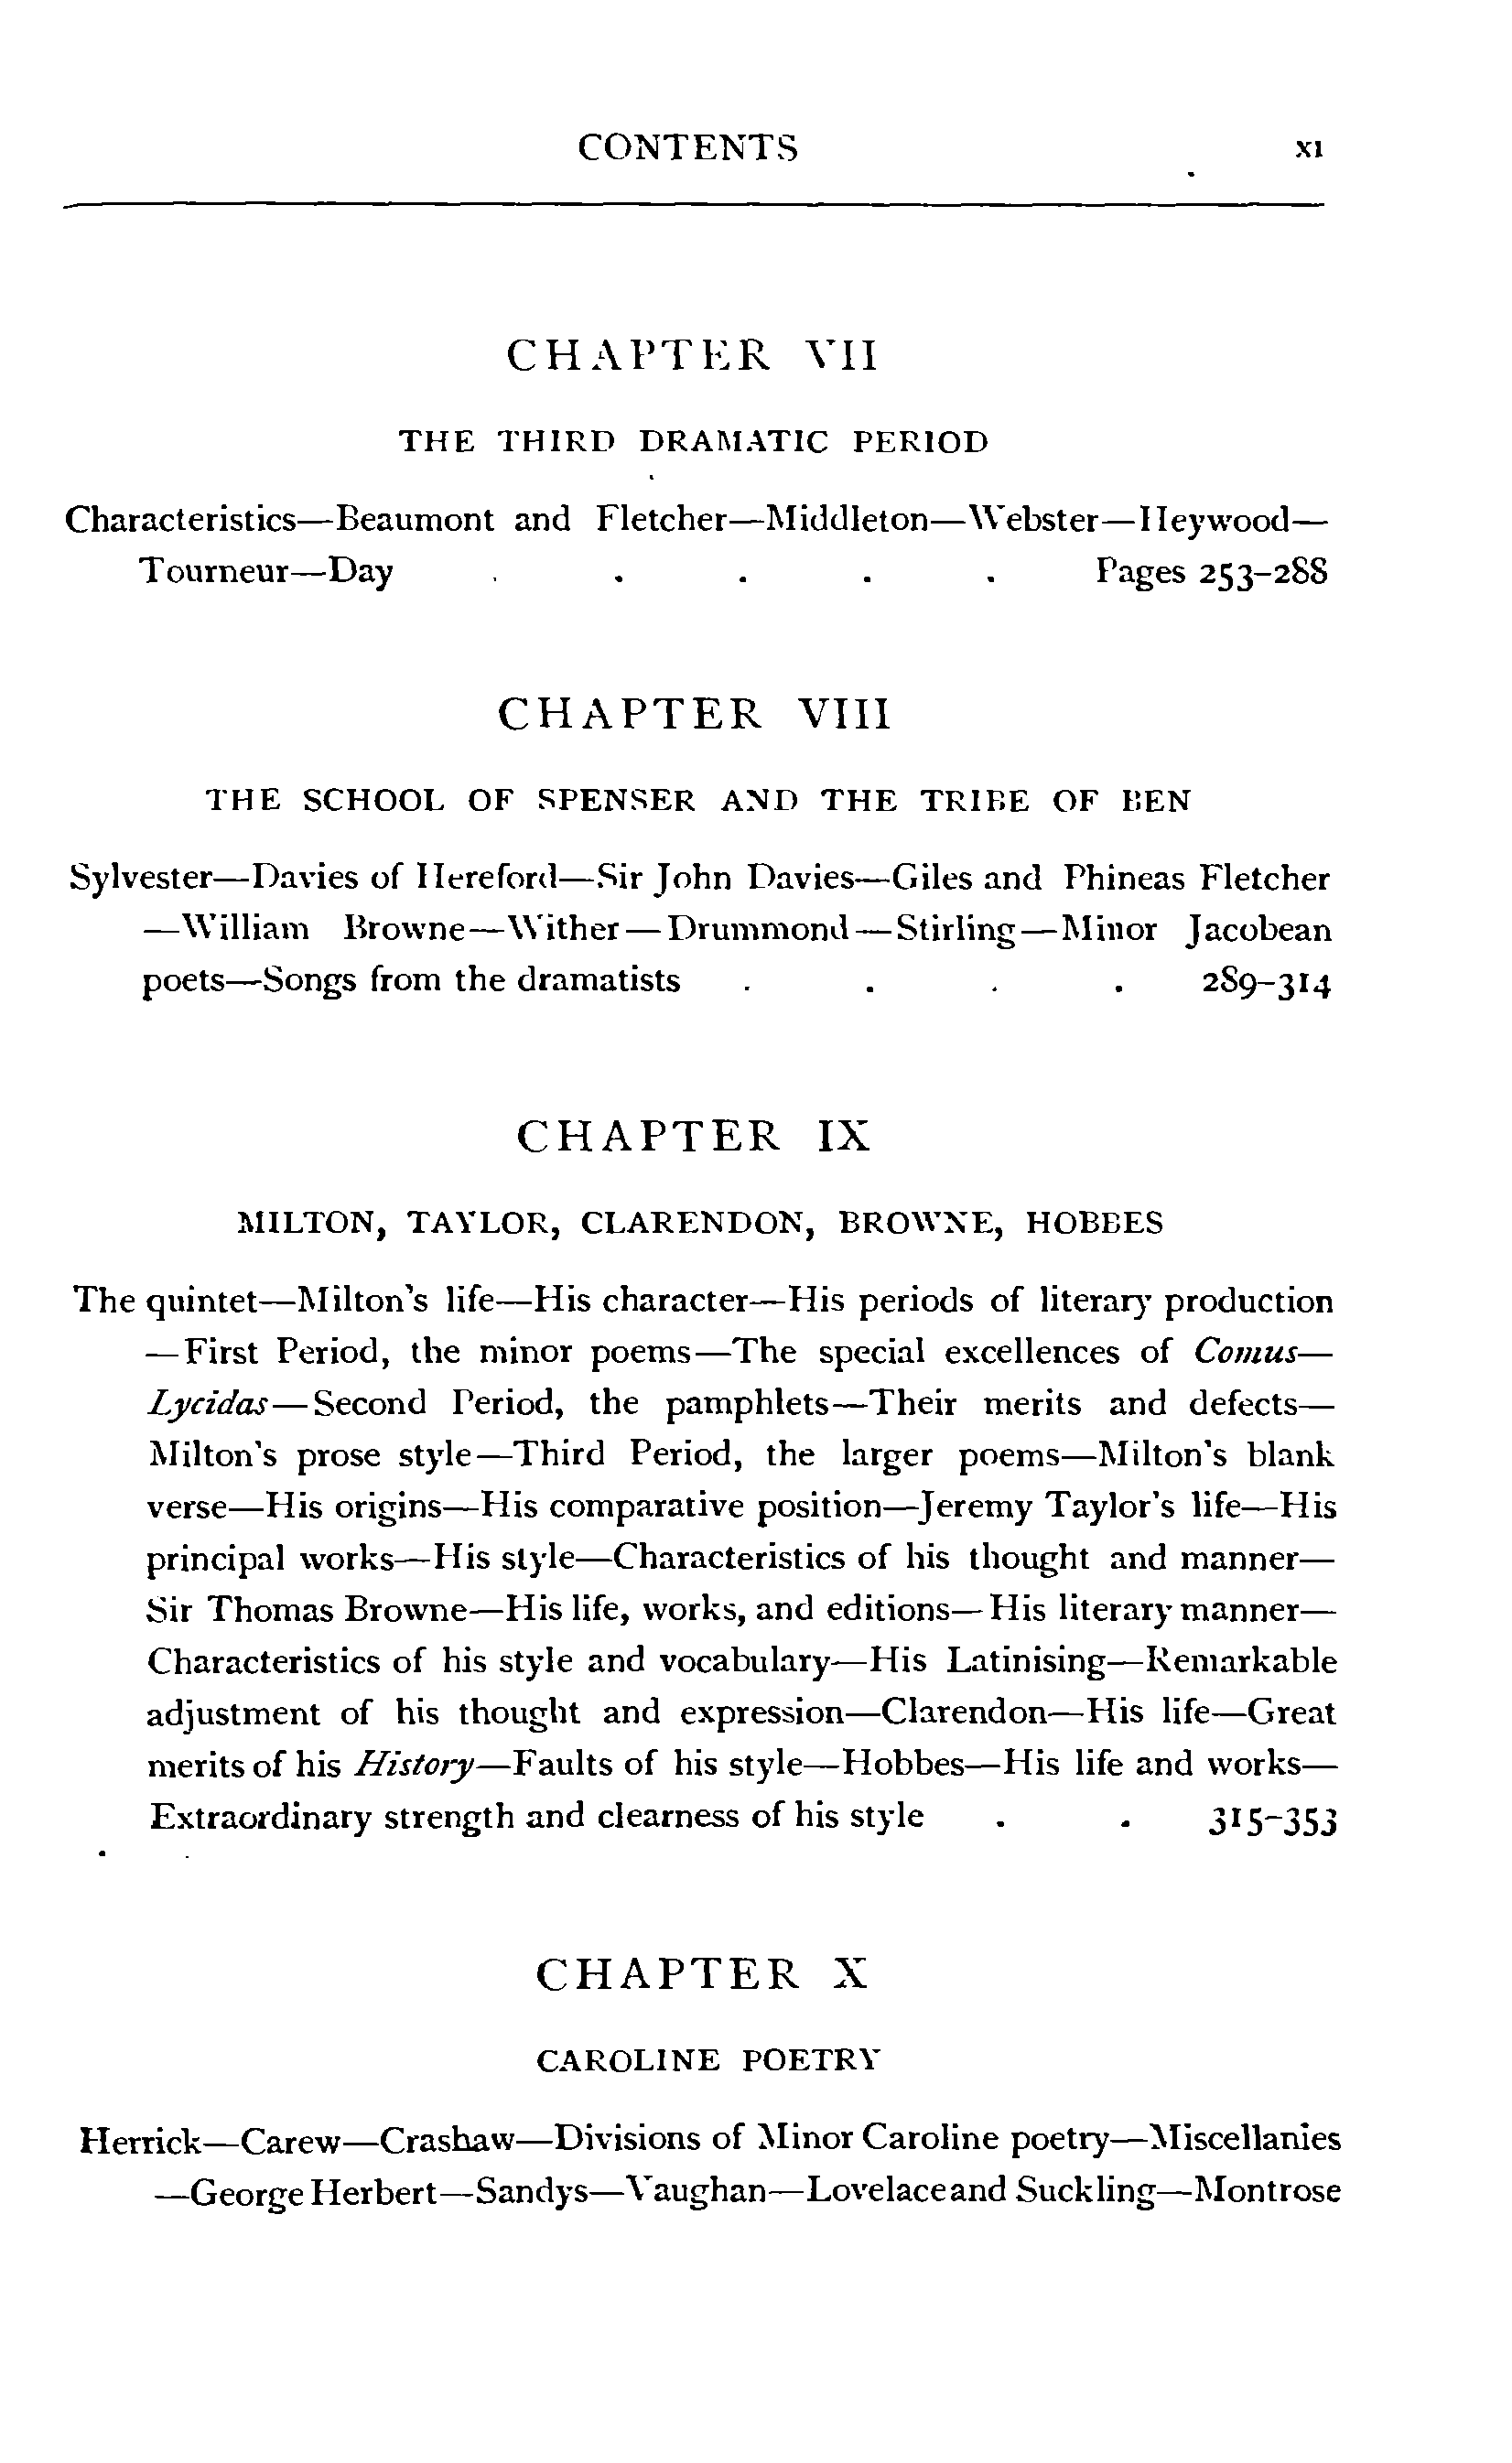 CONTENTS xi
CHAPTER VII
THE THIRD DRAMATIC PERIOD
Characteristics—Beaumont and Fletcher—Middleton—Webster—Heywood—
Tourneur—Day . . . . . Pages 253-288
CHAPTER VIII
THE SCHOOL OF SPENSER AND THE TRIBE OF BEN
Sylvester—Davies of Hereford—Sir John Davies—Giles and Phineas Fletcher
—William Browne—Wither—Drummond—Stirling—Minor Jacobean
poets—Songs from the dramatists . . . . 289-314
CHAPTER IX
MILTON, TAYLOR, CLARENDON, BROWNE, HOBBES
The quintet—Milton's life—His character—His periods of literary production
—First Period, the minor poems—The special excellences of Comus—
Lycidas—Second Period, the pamphlets—Their merits and defects—
Milton's prose style—Third Period, the larger poems—Milton's blank
verse—His origins—His comparative position—Jeremy Taylor's life—His
principal works—His style—Characteristics of his thought and manner—
Sir Thomas Browne—His life, works, and editions—His literary manner—
Characteristics of his style and vocabulary—His Latinising—Remarkable
adjustment of his thought and expression—Clarendon—His life—Great
merits of his History—Faults of his style—Hobbes—His life and works—
Extraordinary strength and clearness of his style . . 315-353
CHAPTER X
CAROLINE POETRY
Herrick—Carew—Crashaw—Divisions of Minor Caroline poetry—Miscellanies
—George Herbert—Sandys—Vaughan—Lovelace and Suckling—Montrose